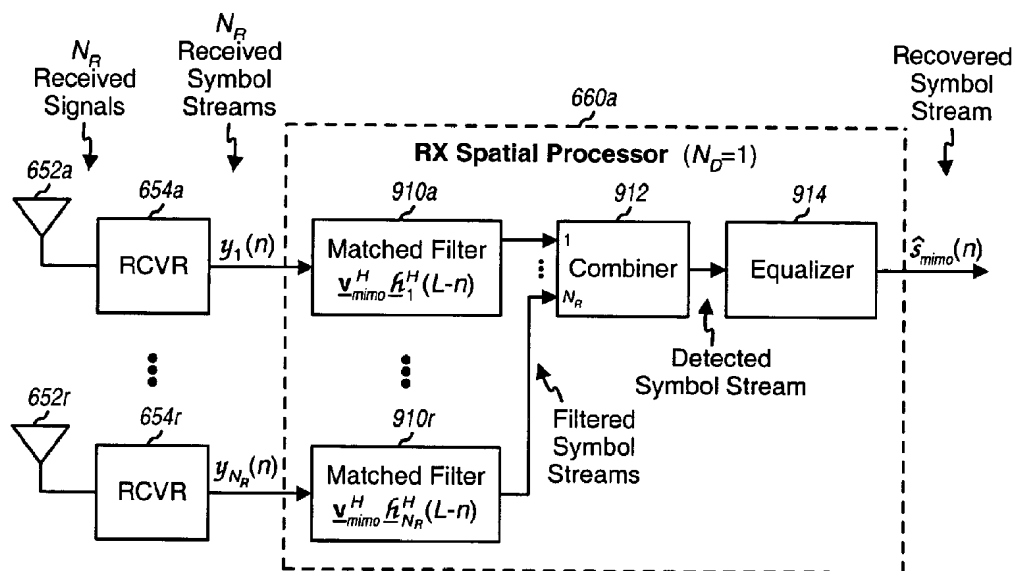 N_R
Received
Signals
N_R
Received
Symbol
Streams
Recovered
Symbol
Stream
660a
RX Spatial Processor (N_D=1)
652a
654a
910a
912
914
RCVR
y_1(n)
Matched Filter
v^H_mimo h^H_1(L-n)
1
Combiner
N_R
Equalizer
ŝ_mimo(n)
Detected
Symbol Stream
652r
654r
910r
Filtered
Symbol
Streams
RCVR
y_{N_R}(n)
Matched Filter
v^H_mimo h^H_{N_R}(L-n)